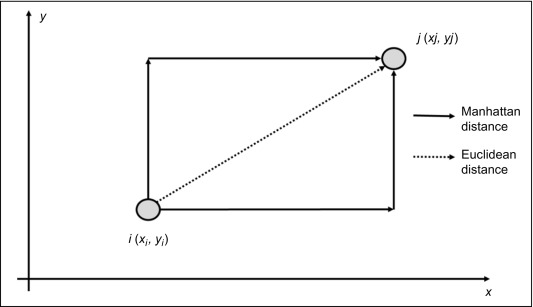 y
j (xj, yj)
Manhattan
distance
Euclidean
distance
i (xᵢ, yᵢ)
x